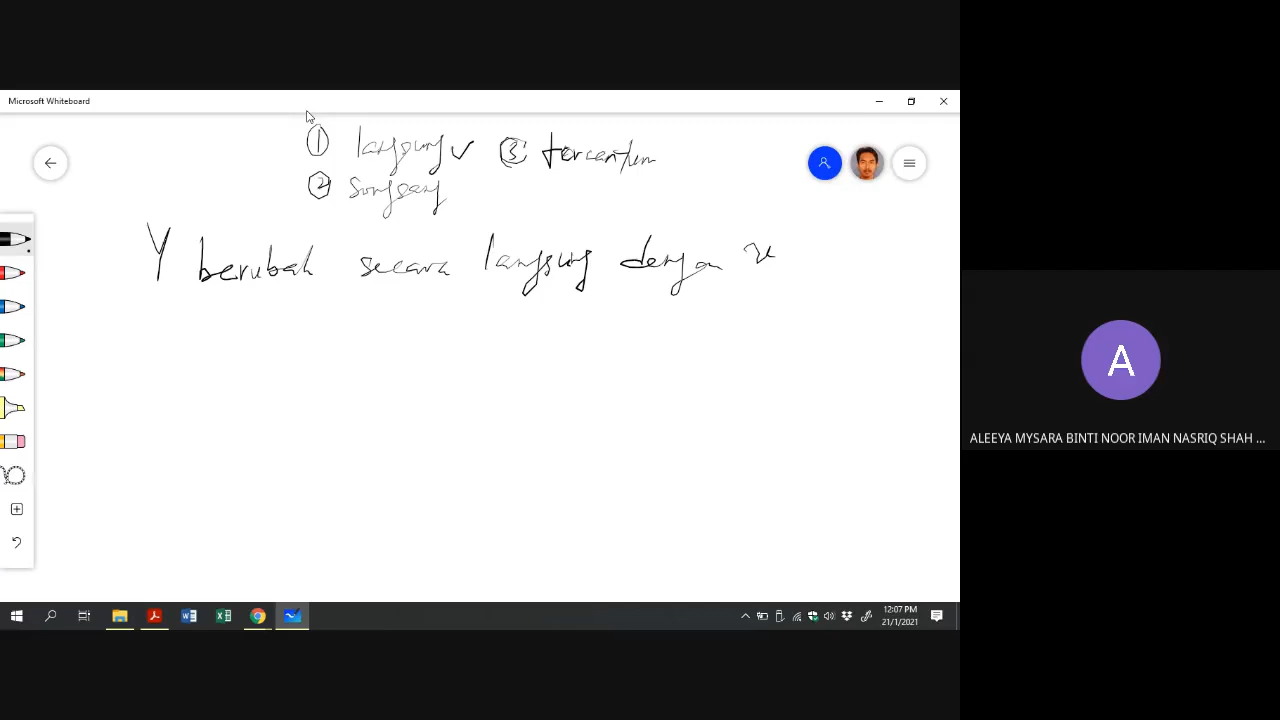 Microsoft Whiteboard
① langsung ✓ ③ tercantum
② songsang
Y berubah secara langsung dengan x
A
ALEEYA MYSARA BINTI NOOR IMAN NASRIQ SHAH ...
12:07 PM
21/1/2021